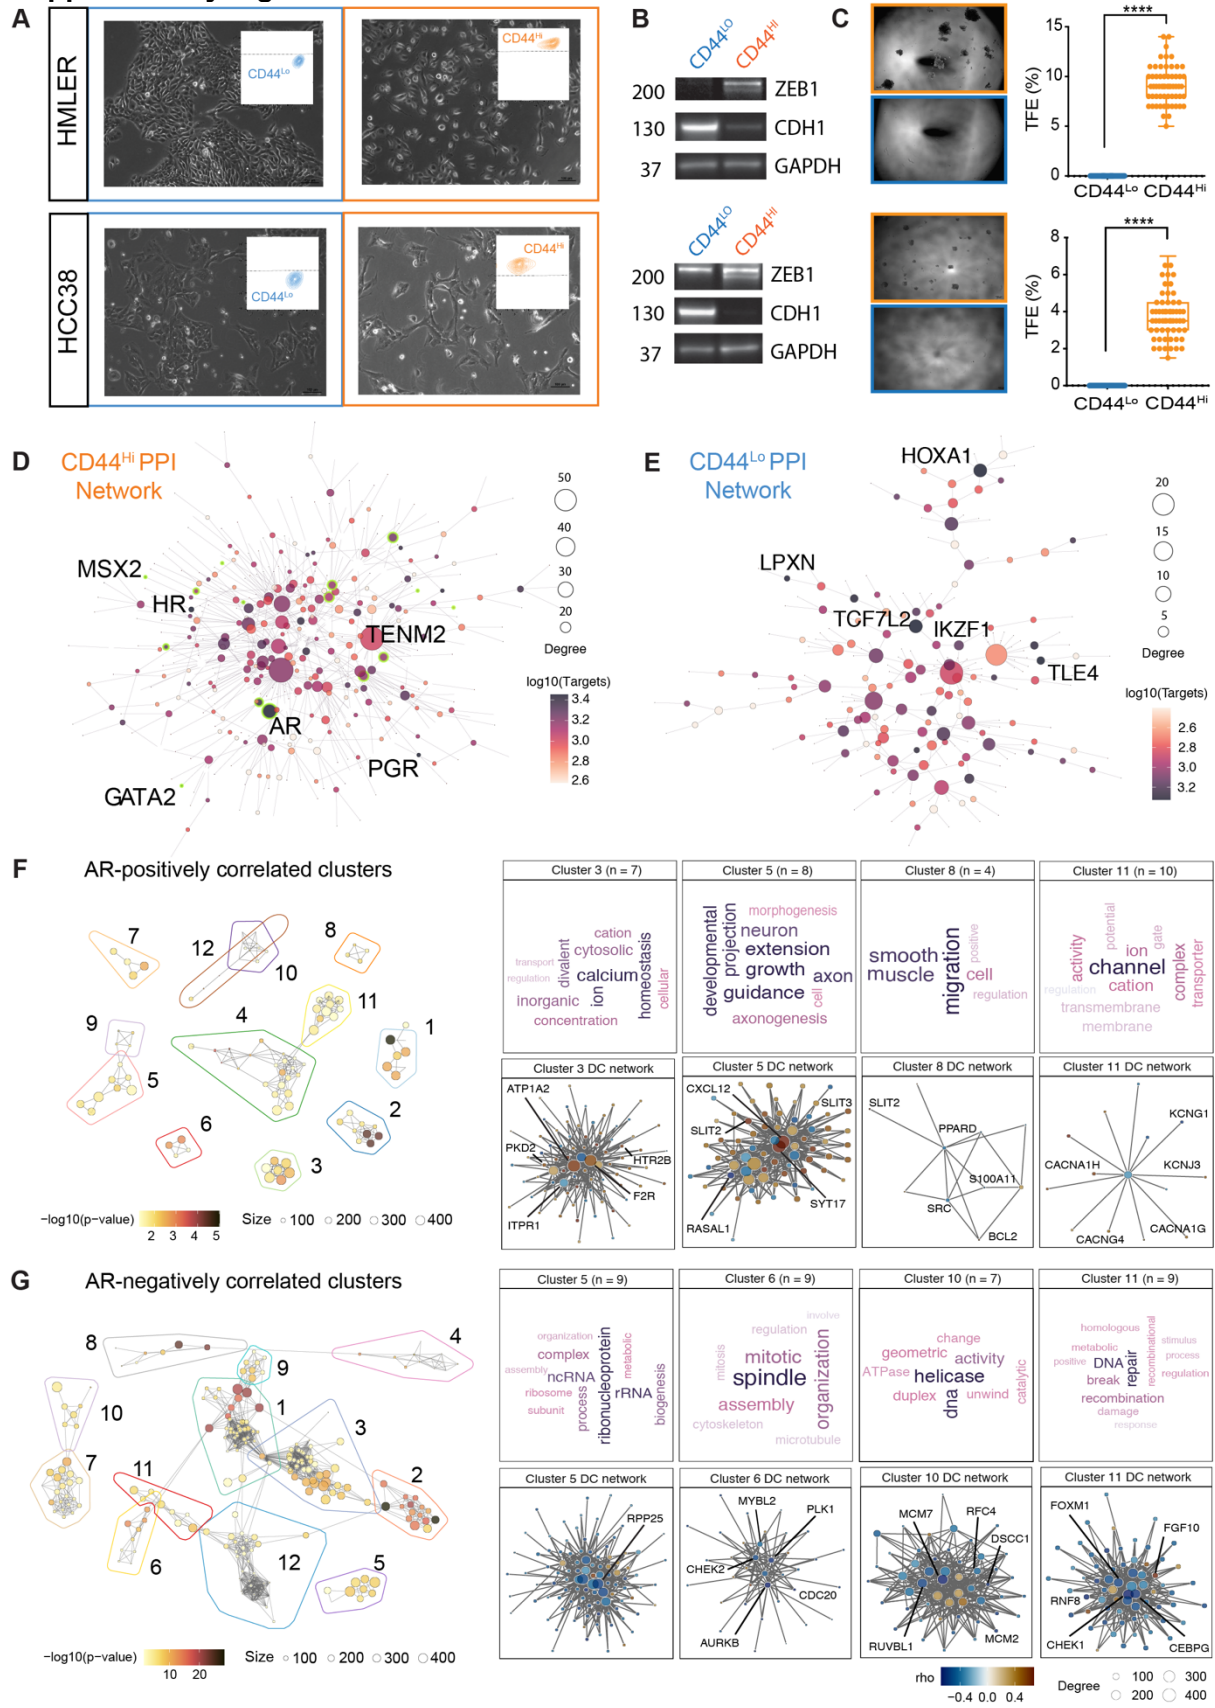 A
HMLER
CD44Lo
CD44Hi
HCC38
CD44Lo
CD44Hi
B
CD44LO
CD44HI
200
ZEB1
130
CDH1
37
GAPDH
CD44LO
CD44HI
200
ZEB1
130
CDH1
37
GAPDH
C
****
15
10
5
0
TFE (%)
CD44Lo CD44Hi
****
8
6
4
2
0
TFE (%)
CD44Lo CD44Hi
D
CD44Hi PPI
Network
MSX2
HR
TENM2
AR
PGR
GATA2
50
40
30
20
Degree
log10(Targets)
3.4
3.2
3.0
2.8
2.6
E
CD44Lo PPI
Network
HOXA1
LPXN
TCF7L2
IKZF1
TLE4
20
15
10
5
Degree
log10(Targets)
2.6
2.8
3.2
F
AR-positively correlated clusters
7
12
10
8
11
4
1
9
5
6
2
3
−log10(p−value)
2 3 4 5
Size 100 200 300 400
Cluster 3 (n = 7)
cation
cytosolic
transport
regulation
divalent
calcium
ion
homeostasis
cellular
inorganic
concentration
Cluster 5 (n = 8)
morphogenesis
neuron
developmental
projection
extension
growth
axon
guidance
cell
axonogenesis
Cluster 8 (n = 4)
positive
smooth
muscle
migration
cell
regulation
Cluster 11 (n = 10)
potential
gate
activity
ion
channel
cation
complex
transporter
regulation
transmembrane
membrane
Cluster 3 DC network
ATP1A2
PKD2
HTR2B
F2R
ITPR1
Cluster 5 DC network
CXCL12
SLIT3
SLIT2
SYT17
RASAL1
Cluster 8 DC network
SLIT2
PPARD
S100A11
SRC
BCL2
Cluster 11 DC network
KCNG1
CACNA1H
KCNJ3
CACNA1G
CACNG4
G
AR-negatively correlated clusters
8
4
9
10
1
3
7
11
2
6
12
5
−log10(p−value)
10 20
Size 100 200 300 400
Cluster 5 (n = 9)
organization
complex
assembly
ncRNA
ribosome
process
subunit
ribonucleoprotein
metabolic
rRNA
biogenesis
Cluster 6 (n = 9)
involve
regulation
mitosis
mitotic
spindle
assembly
organization
cytoskeleton
microtubule
Cluster 10 (n = 7)
change
geometric
activity
ATPase
helicase
duplex
dna
unwind
catalytic
Cluster 11 (n = 9)
homologous
recombinational
stimulus
metabolic
process
positive
DNA
repair
regulation
break
recombination
damage
response
Cluster 5 DC network
RPP25
Cluster 6 DC network
MYBL2
PLK1
CHEK2
CDC20
AURKB
Cluster 10 DC network
MCM7
RFC4
DSCC1
RUVBL1
MCM2
Cluster 11 DC network
FOXM1
FGF10
RNF8
CHEK1
CEBPG
rho
−0.4 0.0 0.4
Degree
100 300
200 400